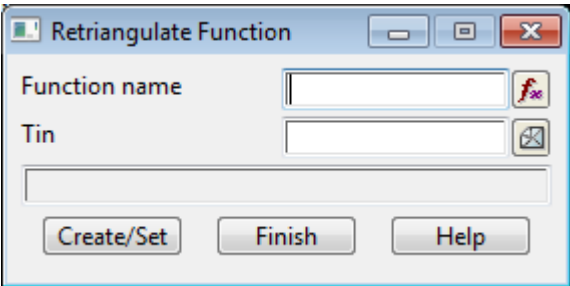 Retriangulate Function
Function name
Tin
Create/Set Finish Help